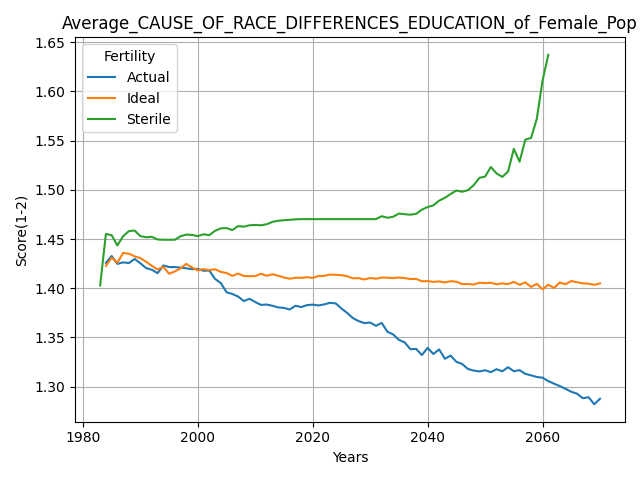 Average_CAUSE_OF_RACE_DIFFERENCES_EDUCATION_of_Female_Pop
Score(1-2)
1.65
1.60
1.55
1.50
1.45
1.40
1.35
1.30
Fertility
Actual
Ideal
Sterile
1980 2000 2020 2040 2060
Years